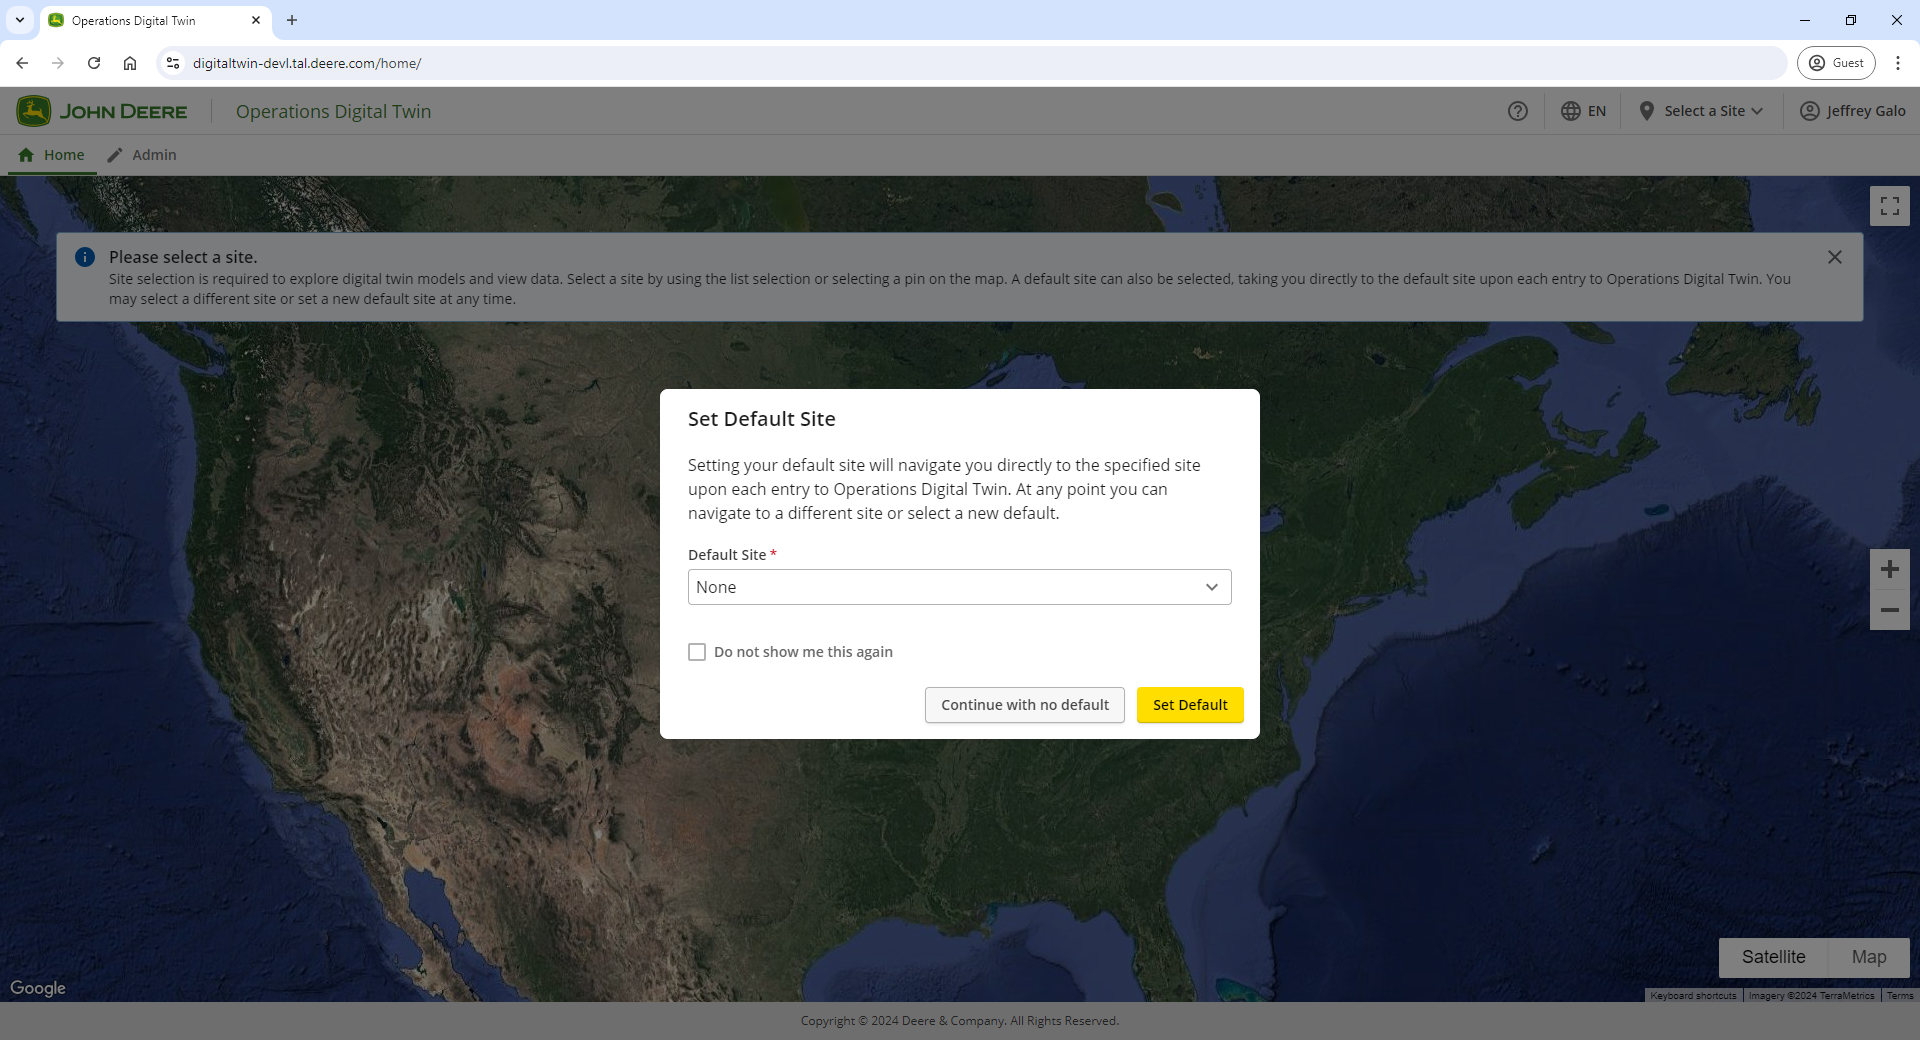 Operations Digital Twin
digitaltwin-devl.tal.deere.com/home/
Guest
JOHN DEERE
Operations Digital Twin
EN
Select a Site
Jeffrey Galo
Home
Admin
Please select a site.
Site selection is required to explore digital twin models and view data. Select a site by using the list selection or selecting a pin on the map. A default site can also be selected, taking you directly to the default site upon each entry to Operations Digital Twin. You
may select a different site or set a new default site at any time.
Set Default Site
Setting your default site will navigate you directly to the specified site
upon each entry to Operations Digital Twin. At any point you can
navigate to a different site or select a new default.
Default Site *
None
Do not show me this again
Continue with no default
Set Default
Satellite
Map
Google
Keyboard shortcuts
Imagery ©2024 TerraMetrics
Terms
Copyright © 2024 Deere & Company. All Rights Reserved.